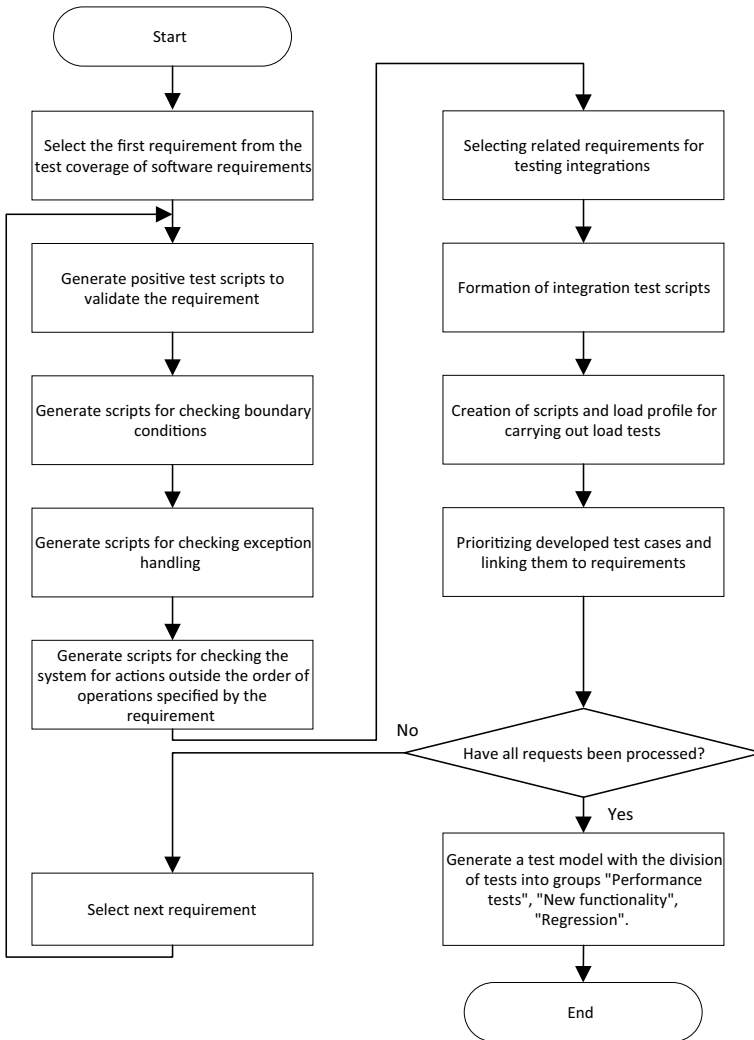 Start
Select the first requirement from the
test coverage of software requirements
Generate positive test scripts to
validate the requirement
Generate scripts for checking boundary
conditions
Generate scripts for checking exception
handling
Generate scripts for checking the
system for actions outside the order of
operations specified by the
requirement
Selecting related requirements for
testing integrations
Formation of integration test scripts
Creation of scripts and load profile for
carrying out load tests
Prioritizing developed test cases and
linking them to requirements
Have all requests been processed?
No
Select next requirement
Yes
Generate a test model with the division
of tests into groups "Performance
tests", "New functionality",
"Regression".
End